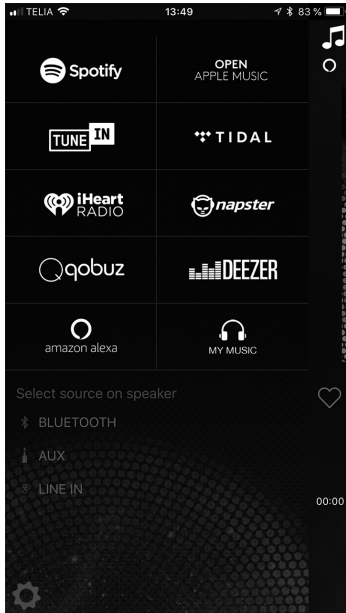 TELIA 13:49 83 %
Spotify
OPEN
APPLE MUSIC
TUNE IN
TIDAL
iHeart
RADIO
napster
qobuz
DEEZER
amazon alexa
MY MUSIC
Select source on speaker
BLUETOOTH
AUX
LINE IN
00:00